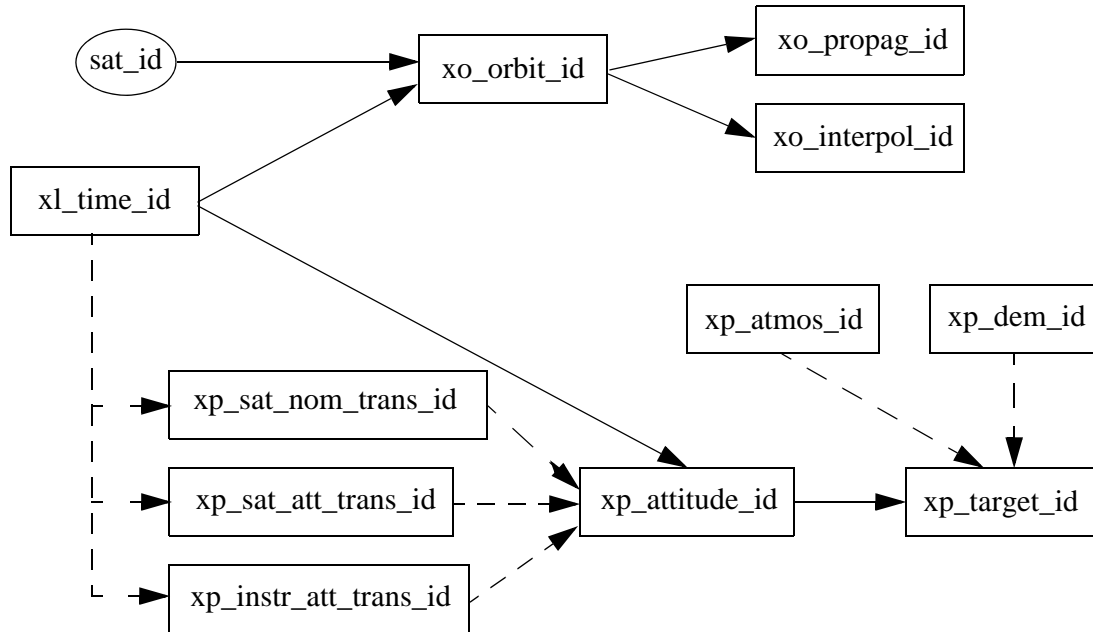 sat_id
xo_orbit_id
xo_propag_id
xo_interpol_id
xl_time_id
xp_atmos_id
xp_dem_id
xp_sat_nom_trans_id
xp_sat_att_trans_id
xp_attitude_id
xp_target_id
xp_instr_att_trans_id